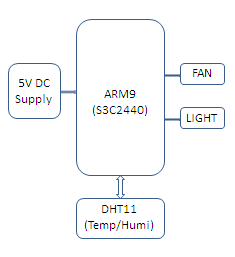 5V DC
Supply
ARM9
(S3C2440)
FAN
LIGHT
DHT11
(Temp/Humi)